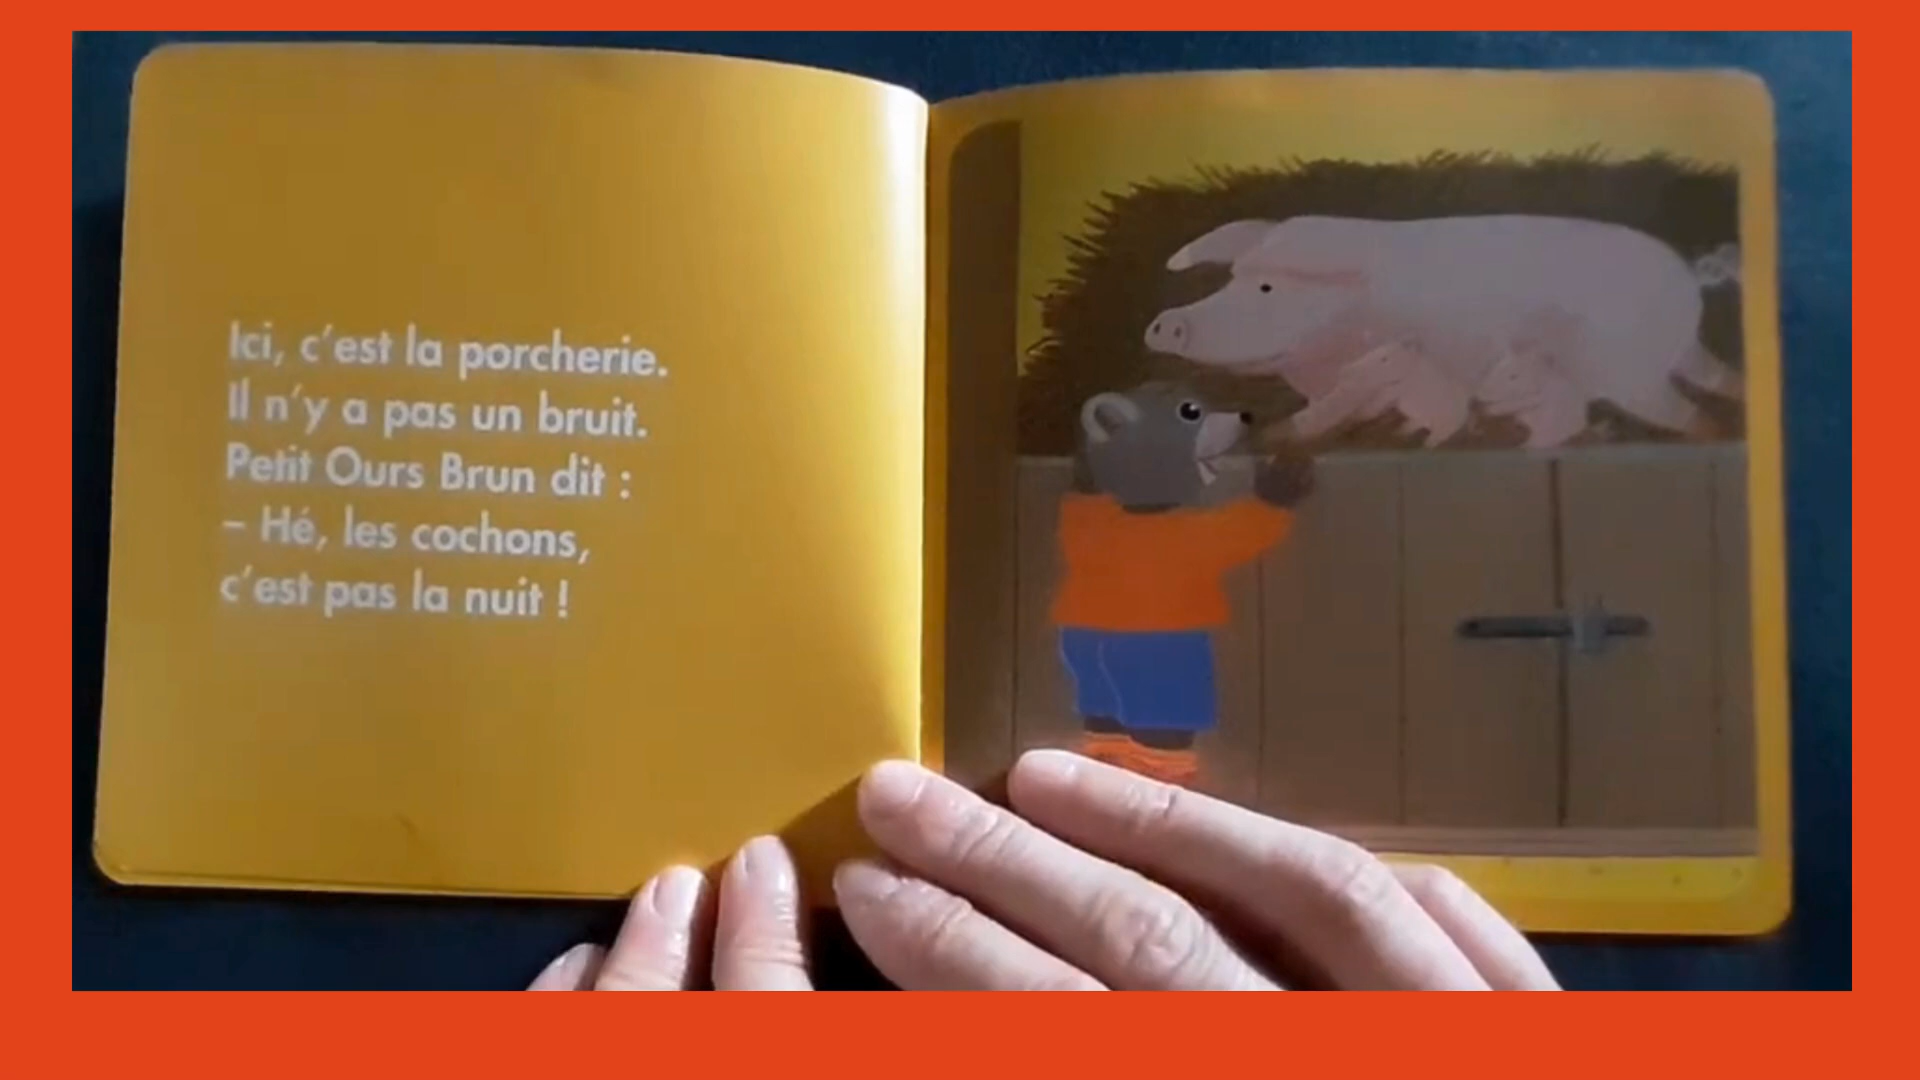 Ici, c'est la porcherie.
Il n'y a pas un bruit.
Petit Ours Brun dit :
– Hé, les cochons,
c'est pas la nuit !